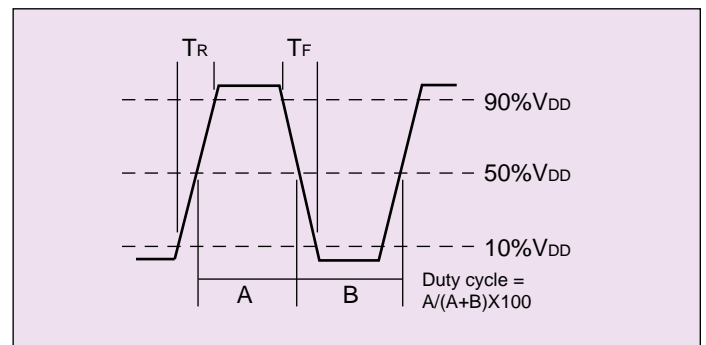 TR TF
90%VDD
50%VDD
10%VDD
A B
Duty cycle =
A/(A+B)X100